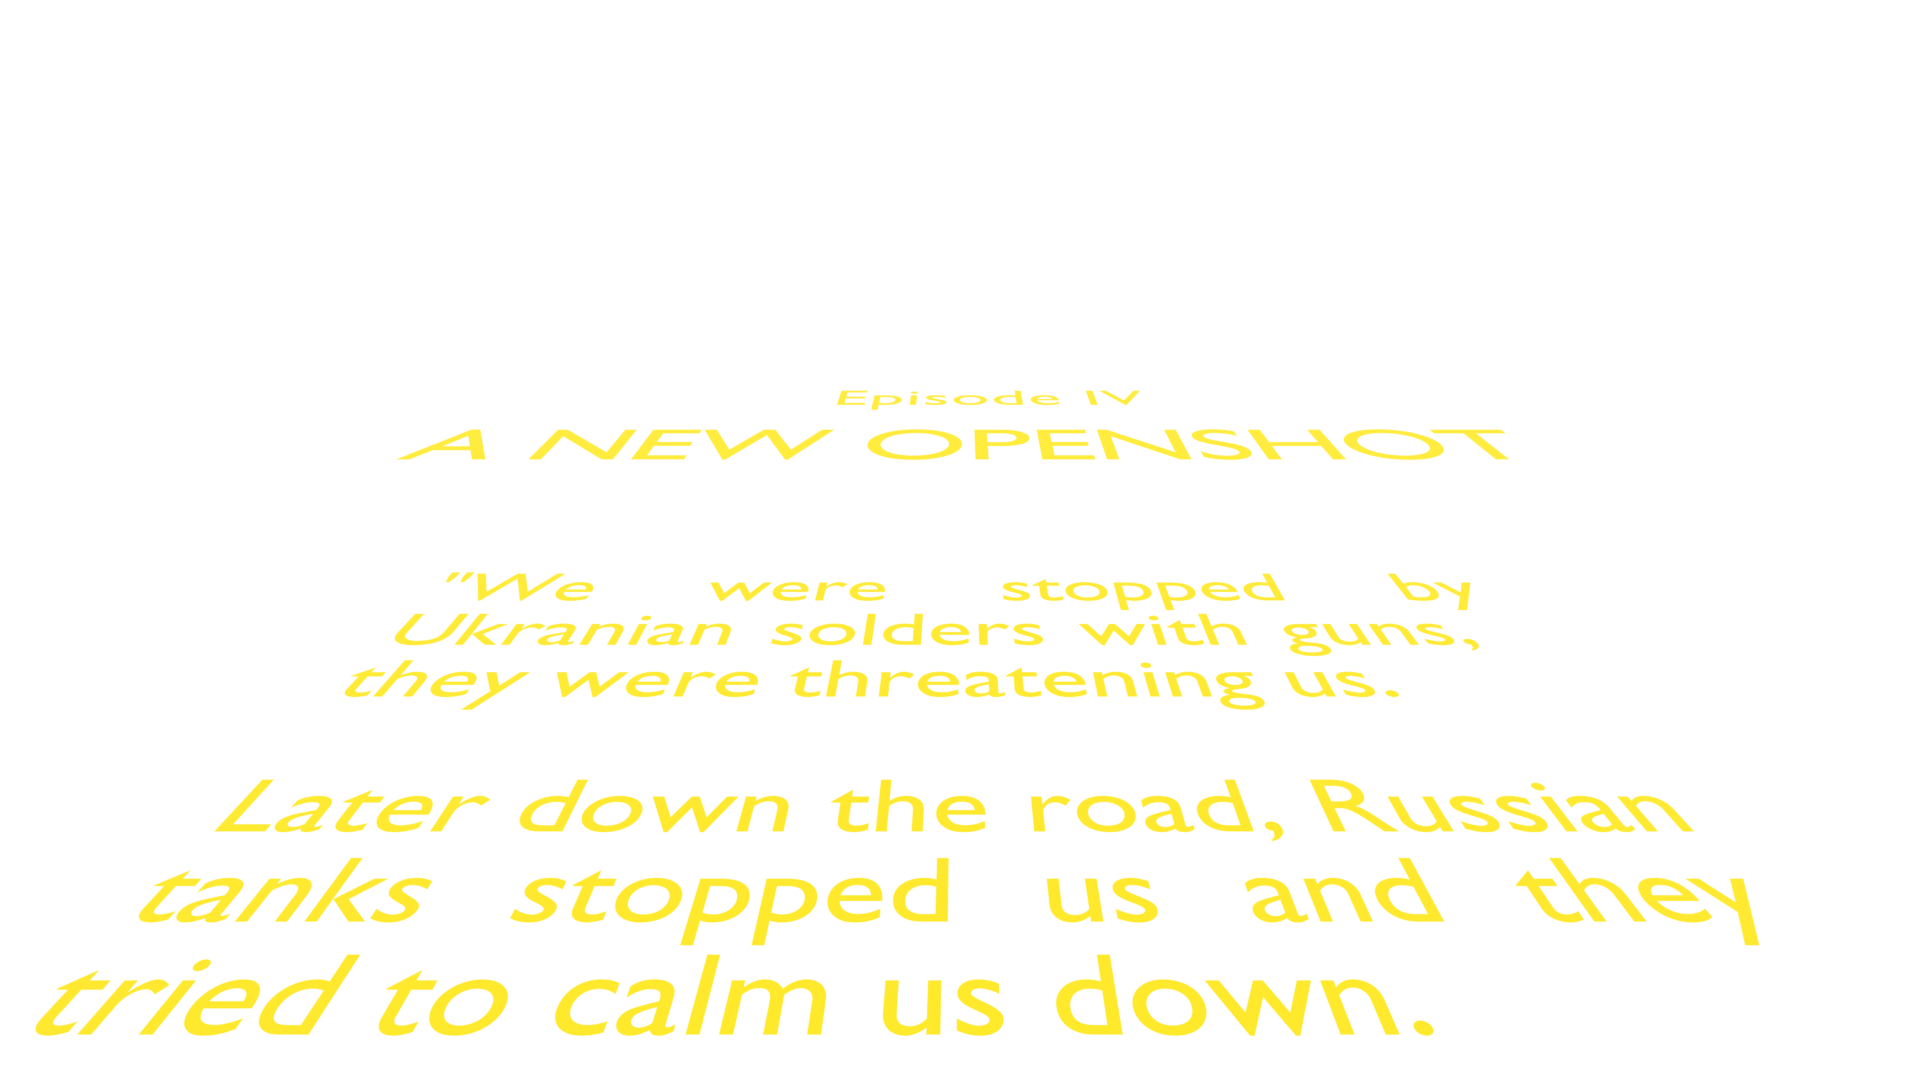 Episode IV
A NEW OPENSHOT
"We were stopped by
Ukranian solders with guns,
they were threatening us.
Later down the road, Russian
tanks stopped us and they
tried to calm us down.